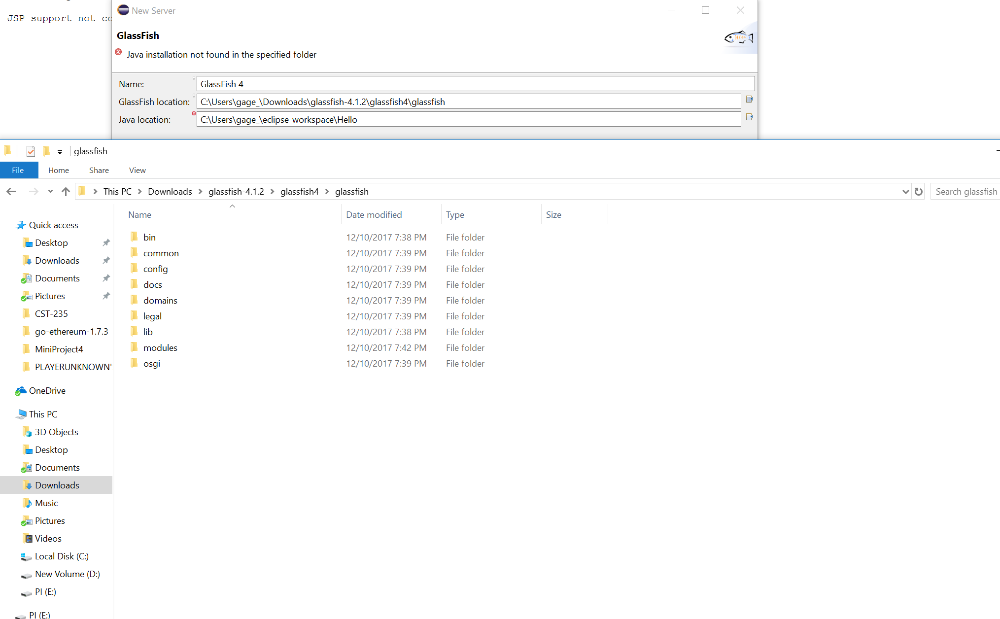 JSP support not co
New Server
GlassFish
Java installation not found in the specified folder
Name: GlassFish 4
GlassFish location: C:\Users\gage_\Downloads\glassfish-4.1.2\glassfish4\glassfish
Java location: C:\Users\gage_\eclipse-workspace\Hello
glassfish
File Home Share View
This PC Downloads glassfish-4.1.2 glassfish4 glassfish Search glassfish
Name Date modified Type Size
Quick access
Desktop
Downloads
Documents
Pictures
CST-235
go-ethereum-1.7.3
MiniProject4
PLAYERUNKNOWN'
OneDrive
This PC
3D Objects
Desktop
Documents
Downloads
Music
Pictures
Videos
Local Disk (C:)
New Volume (D:)
PI (E:)
PI (E:)
bin 12/10/2017 7:38 PM File folder
common 12/10/2017 7:39 PM File folder
config 12/10/2017 7:39 PM File folder
docs 12/10/2017 7:39 PM File folder
domains 12/10/2017 7:39 PM File folder
legal 12/10/2017 7:39 PM File folder
lib 12/10/2017 7:38 PM File folder
modules 12/10/2017 7:42 PM File folder
osgi 12/10/2017 7:39 PM File folder